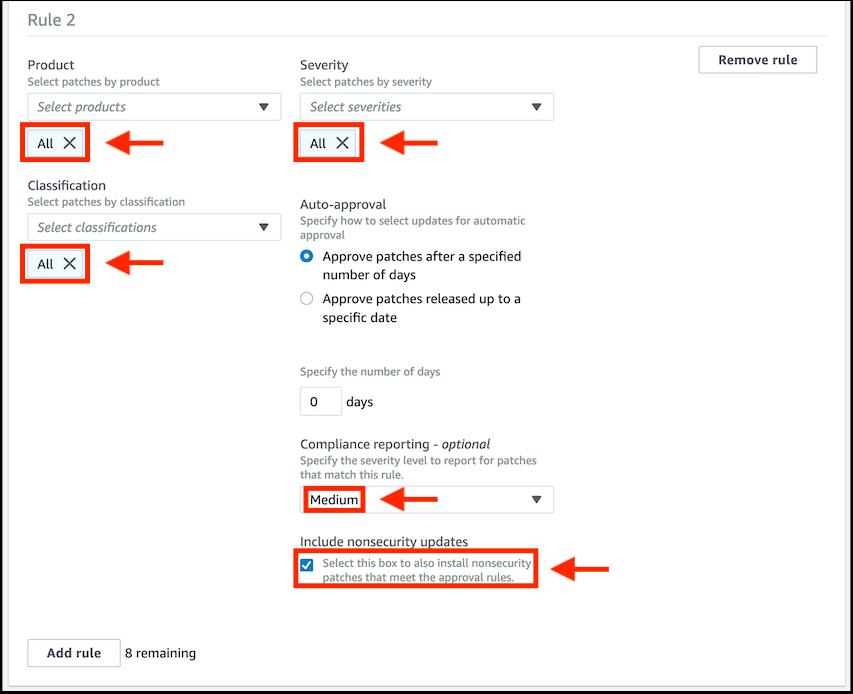 Rule 2
Remove rule
Product
Select patches by product
Select products
All
Severity
Select patches by severity
Select severities
All
Classification
Select patches by classification
Select classifications
All
Auto-approval
Specify how to select updates for automatic
approval
Approve patches after a specified
number of days
Approve patches released up to a
specific date
Specify the number of days
0 days
Compliance reporting - optional
Specify the severity level to report for patches
that match this rule.
Medium
Include nonsecurity updates
Select this box to also install nonsecurity
patches that meet the approval rules.
Add rule 8 remaining